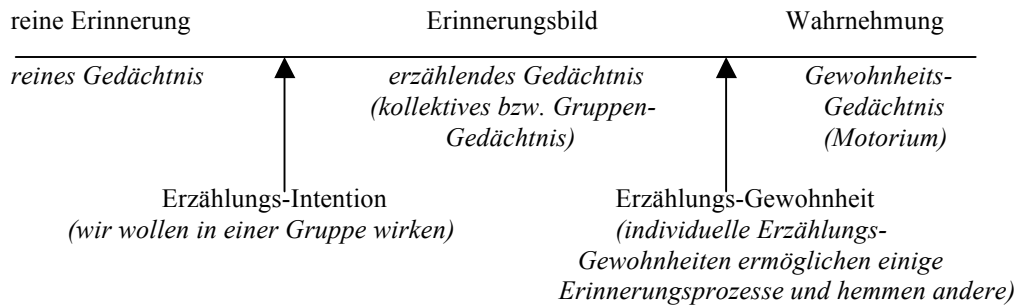 reine Erinnerung Erinnerungsbild Wahrnehmung
reines Gedächtnis erzählendes Gedächtnis Gewohnheits-
(kollektives bzw. Gruppen- Gedächtnis
Gedächtnis) (Motorium)
Erzählungs-Intention Erzählungs-Gewohnheit
(wir wollen in einer Gruppe wirken) (individuelle Erzählungs-
Gewohnheiten ermöglichen einige
Erinnerungsprozesse und hemmen andere)